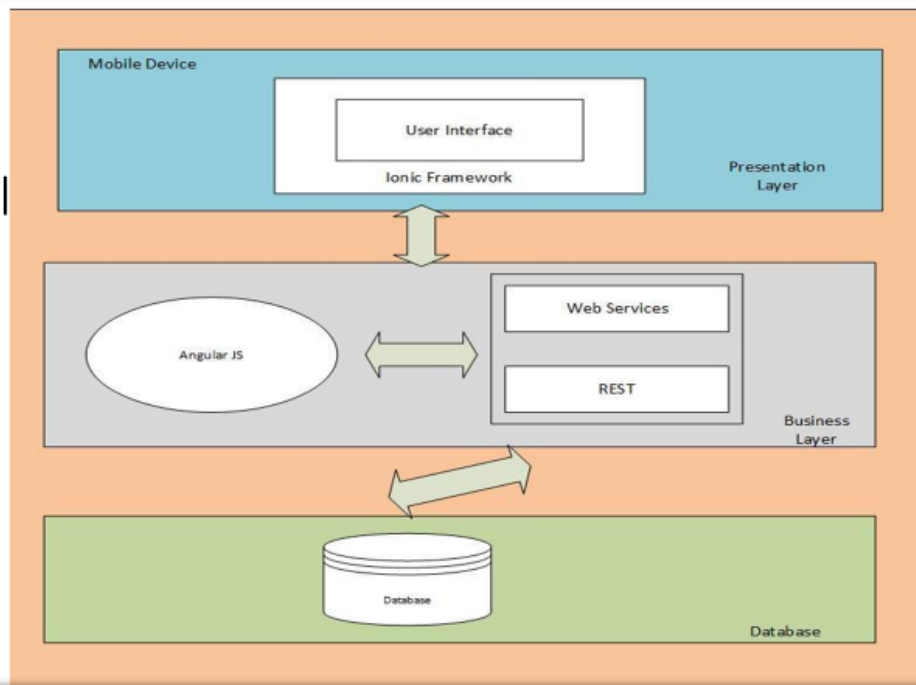 Mobile Device
User Interface
Ionic Framework
Presentation
Layer
Web Services
Angular JS
REST
Business
Layer
Database
Database